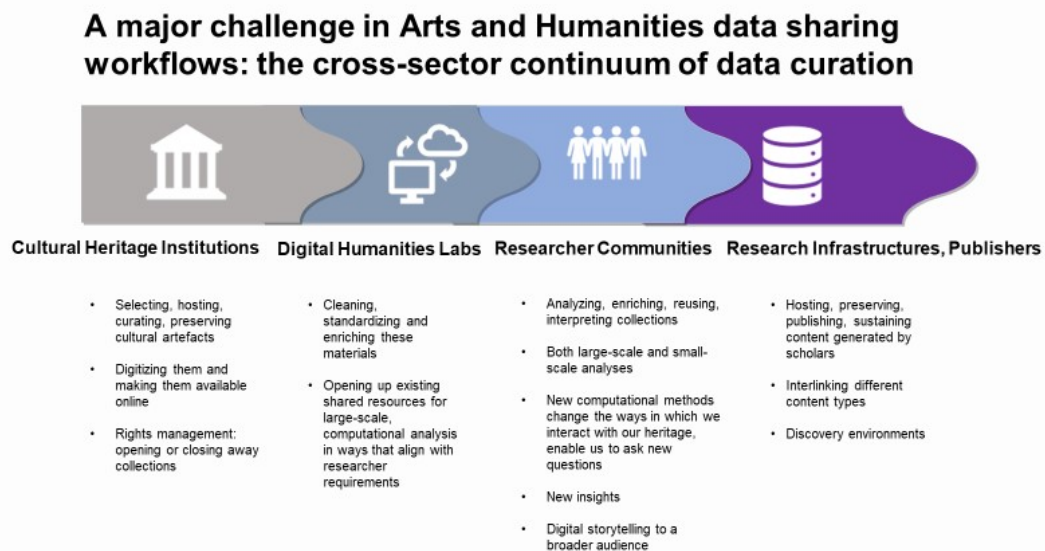 A major challenge in Arts and Humanities data sharing
workflows: the cross-sector continuum of data curation
Cultural Heritage Institutions
• Selecting, hosting,
curating, preserving
cultural artefacts
• Digitizing them and
making them available
online
• Rights management:
opening or closing away
collections
Digital Humanities Labs
• Cleaning,
standardizing and
enriching these
materials
• Opening up existing
shared resources for
large-scale,
computational analysis
in ways that align with
researcher
requirements
Researcher Communities
• Analyzing, enriching, reusing,
interpreting collections
• Both large-scale and small-
scale analyses
• New computational methods
change the ways in which we
interact with our heritage,
enable us to ask new
questions
• New insights
• Digital storytelling to a
broader audience
Research Infrastructures, Publishers
• Hosting, preserving,
publishing, sustaining
content generated by
scholars
• Interlinking different
content types
• Discovery environments